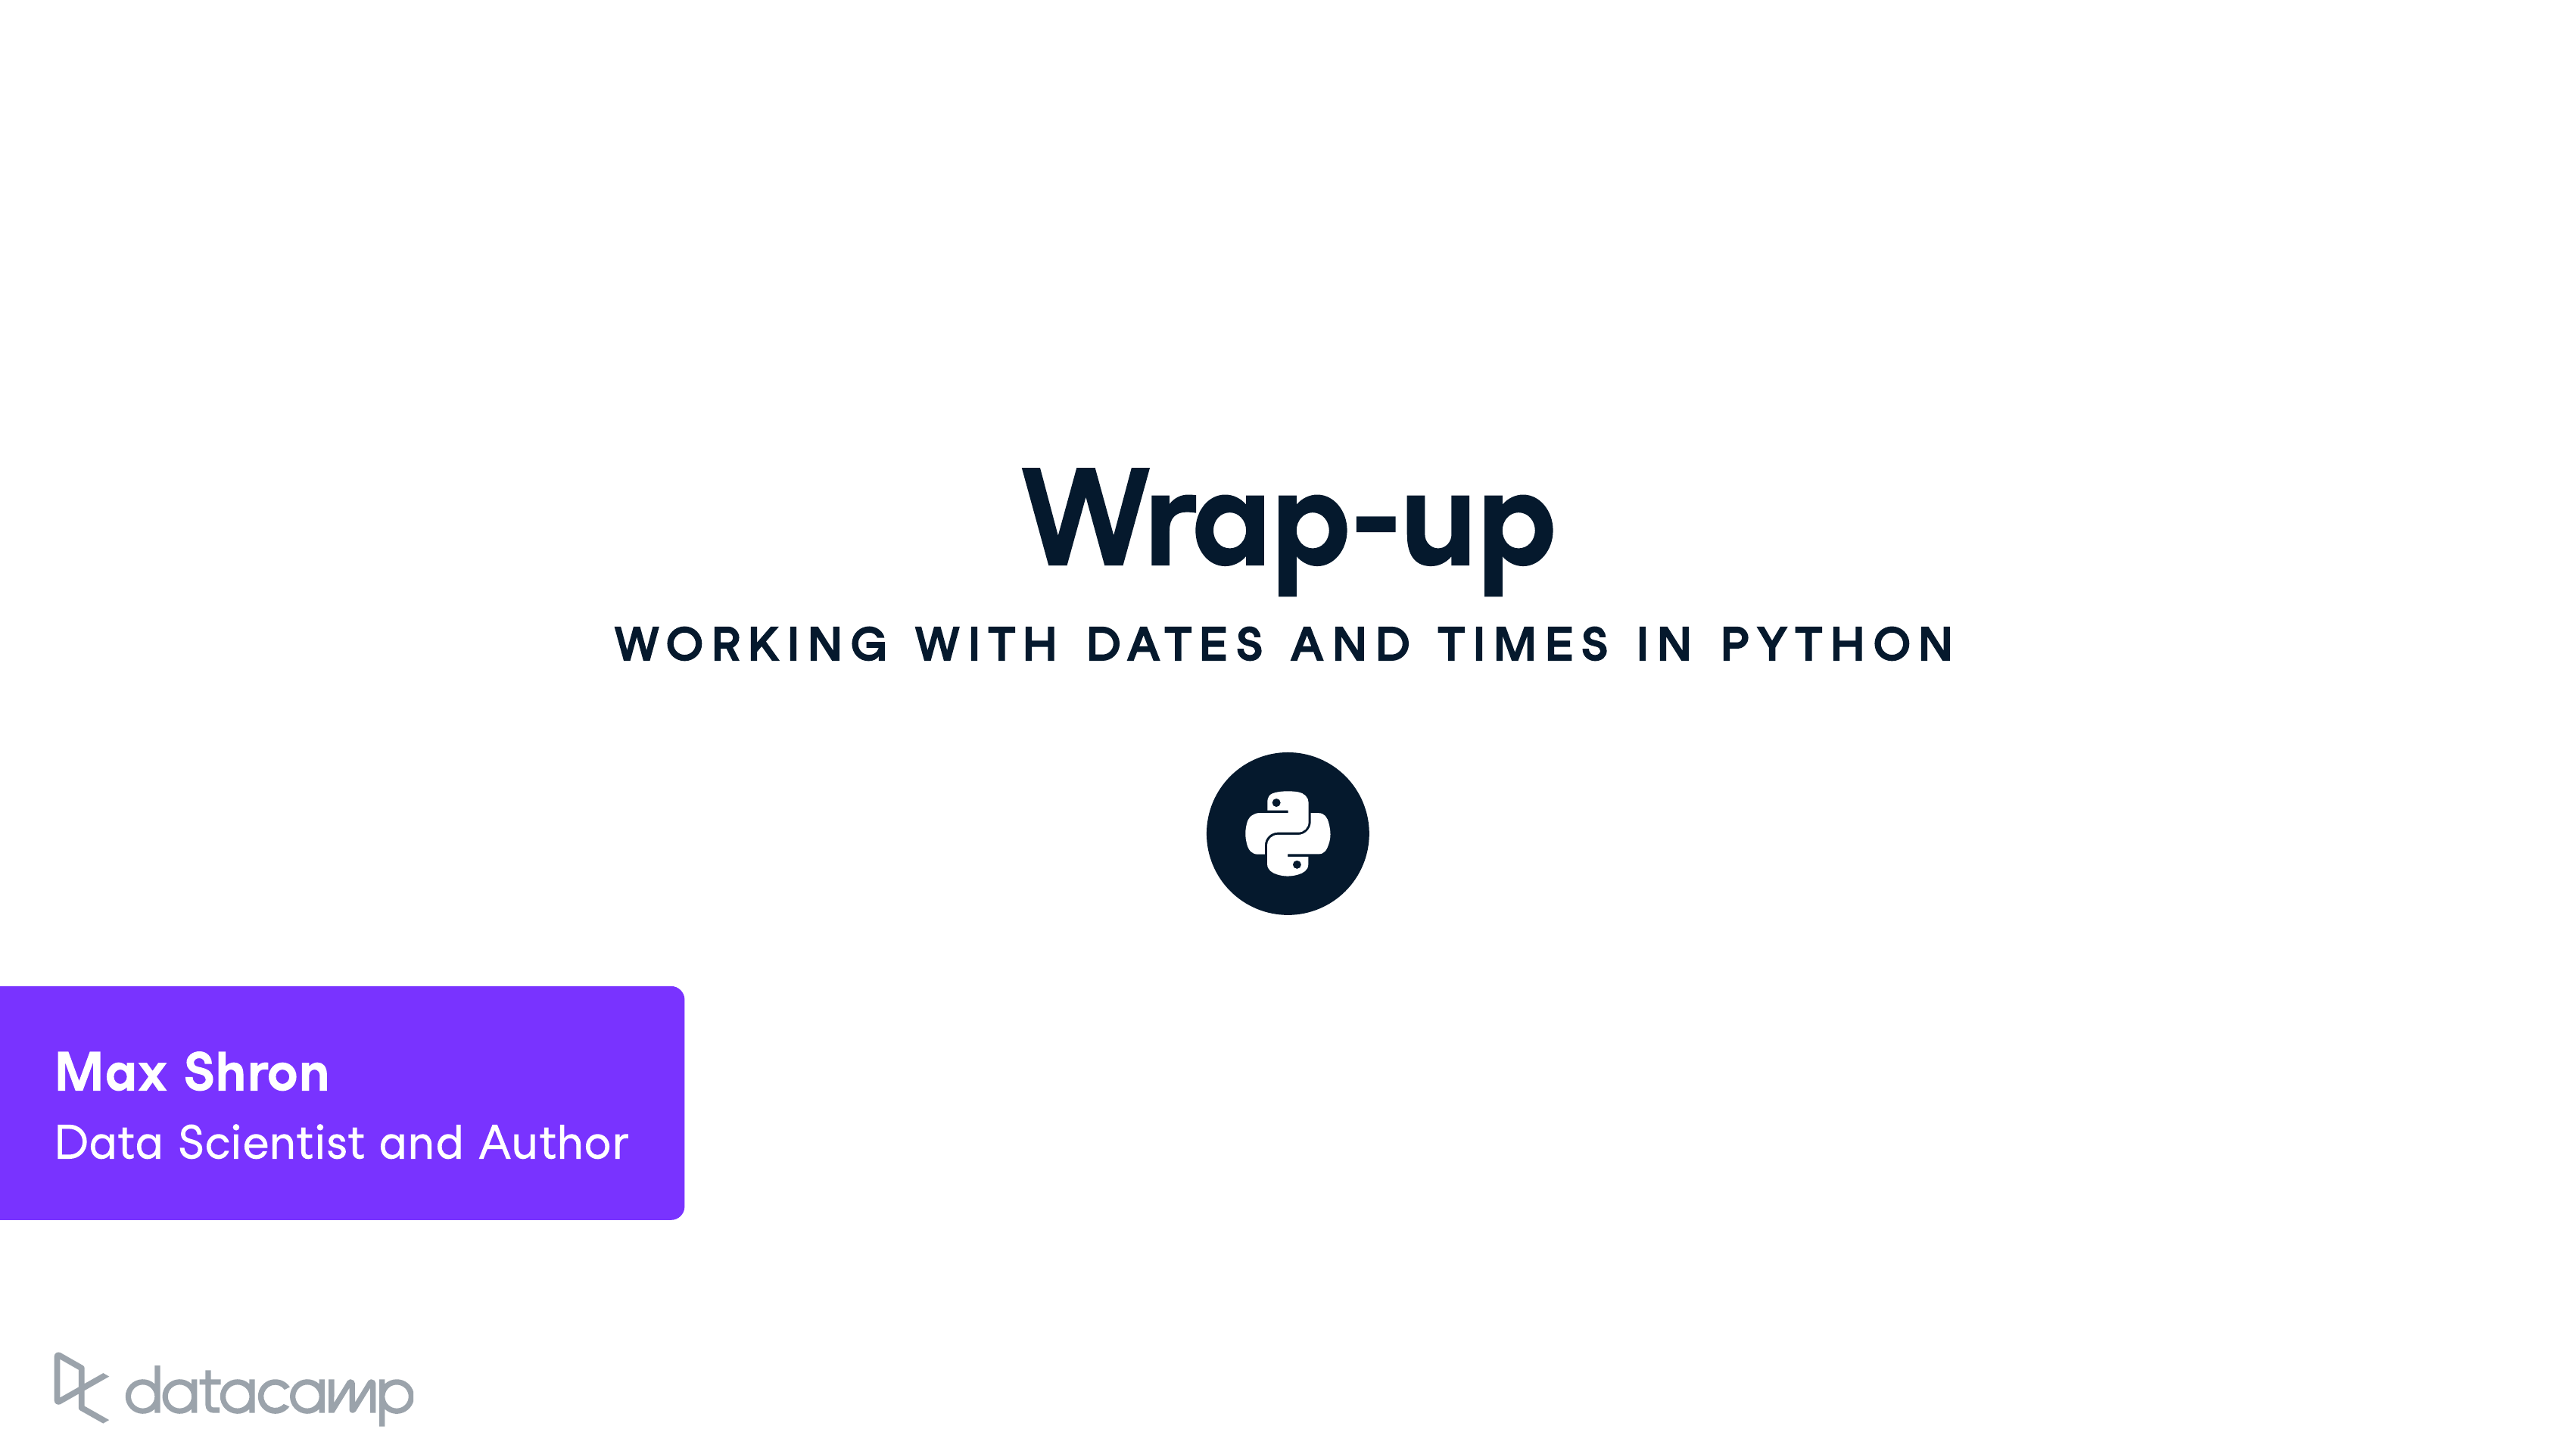 Wrap-up
WORKING WITH DATES AND TIMES IN PYTHON
Max Shron
Data Scientist and Author
datacamp